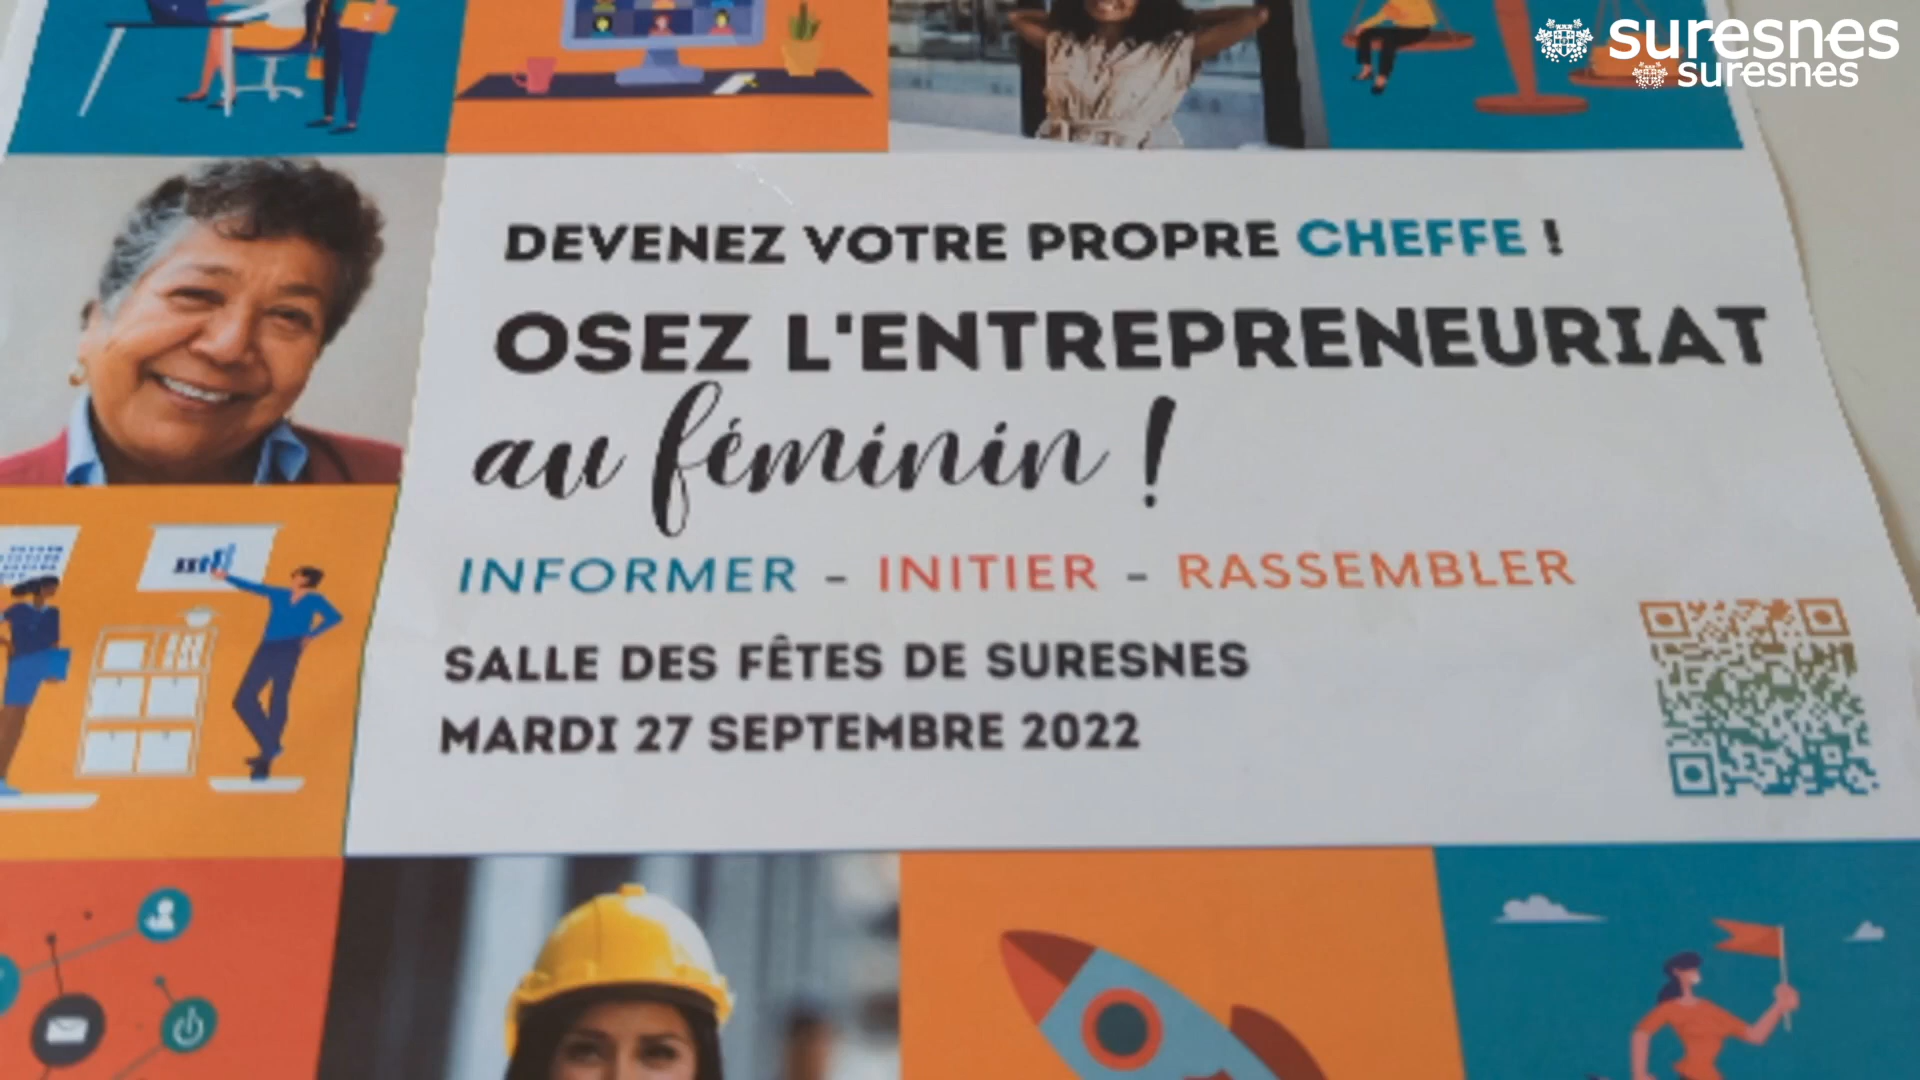 suresnes
suresnes
DEVENEZ VOTRE PROPRE CHEFFE !
OSEZ L'ENTREPRENEURIAT
au féminin !
INFORMER - INITIER - RASSEMBLER
SALLE DES FÊTES DE SURESNES
MARDI 27 SEPTEMBRE 2022